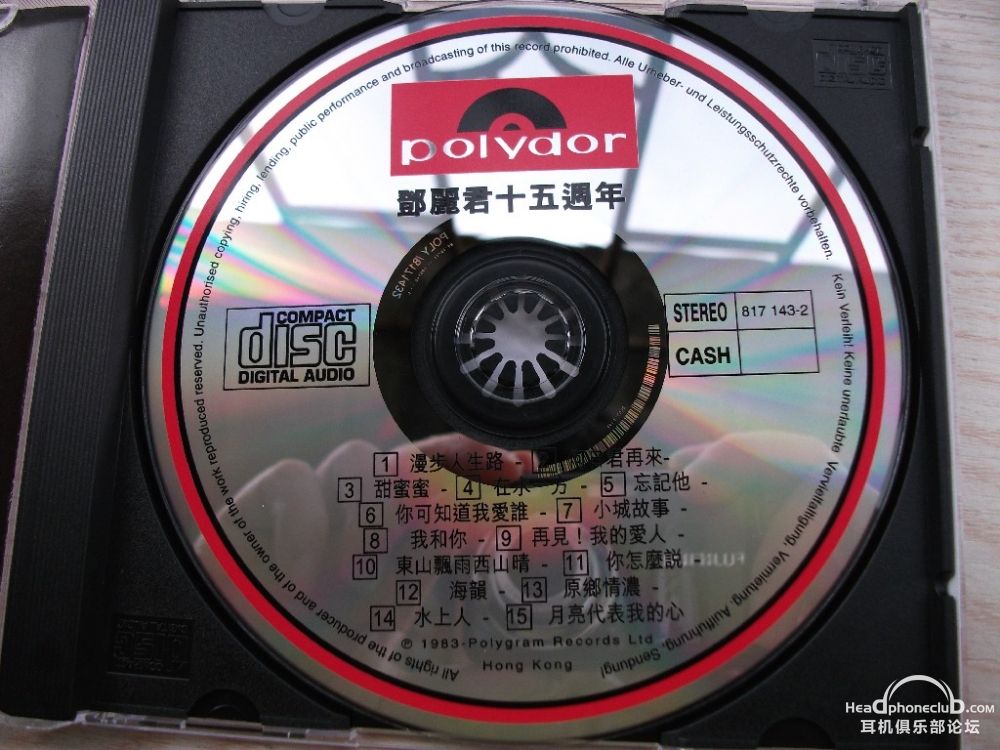 All rights of the producer and of the owner of the work reproduced reserved. Unauthorised copying, hiring, lending, public performance and broadcasting of this record prohibited. Alle Urheber- und Leistungsschutzrechte vorbehalten. Kein Verleih! Keine unerlaubte Vervielfältigung, Vermietung, Aufführung, Sendung!
polydor
鄧麗君十五週年
POLY 8171432
COMPACT
disc
DIGITAL AUDIO
STEREO 817 143-2
CASH
1 漫步人生路 - 2 君再來-
3 甜蜜蜜 - 4 在水一方 - 5 忘記他 -
6 你可知道我愛誰 - 7 小城故事 -
8 我和你 - 9 再見!我的愛人 -
10 東山飄雨西山晴 - 11 你怎麼説 -
12 海韻 - 13 原鄉情濃 -
14 水上人 - 15 月亮代表我的心
℗ 1983-Polygram Records Ltd.
Hong Kong
Headphoneclub.com
耳机俱乐部论坛